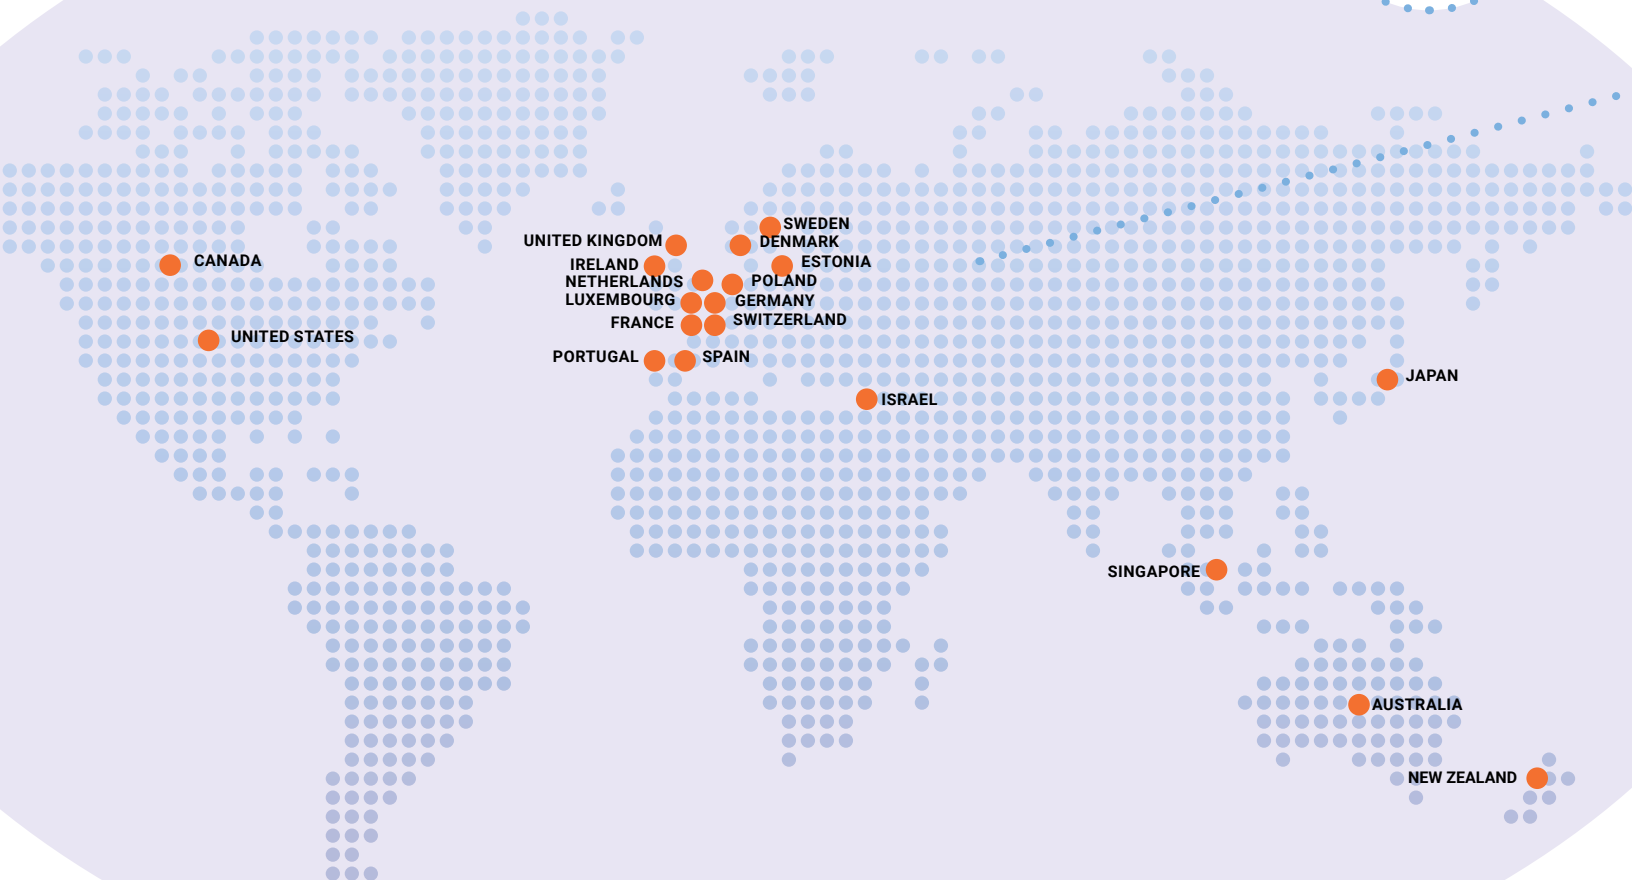 SWEDEN
UNITED KINGDOM
DENMARK
CANADA
IRELAND
ESTONIA
NETHERLANDS
POLAND
LUXEMBOURG
GERMANY
FRANCE
SWITZERLAND
UNITED STATES
PORTUGAL
SPAIN
JAPAN
ISRAEL
SINGAPORE
AUSTRALIA
NEW ZEALAND